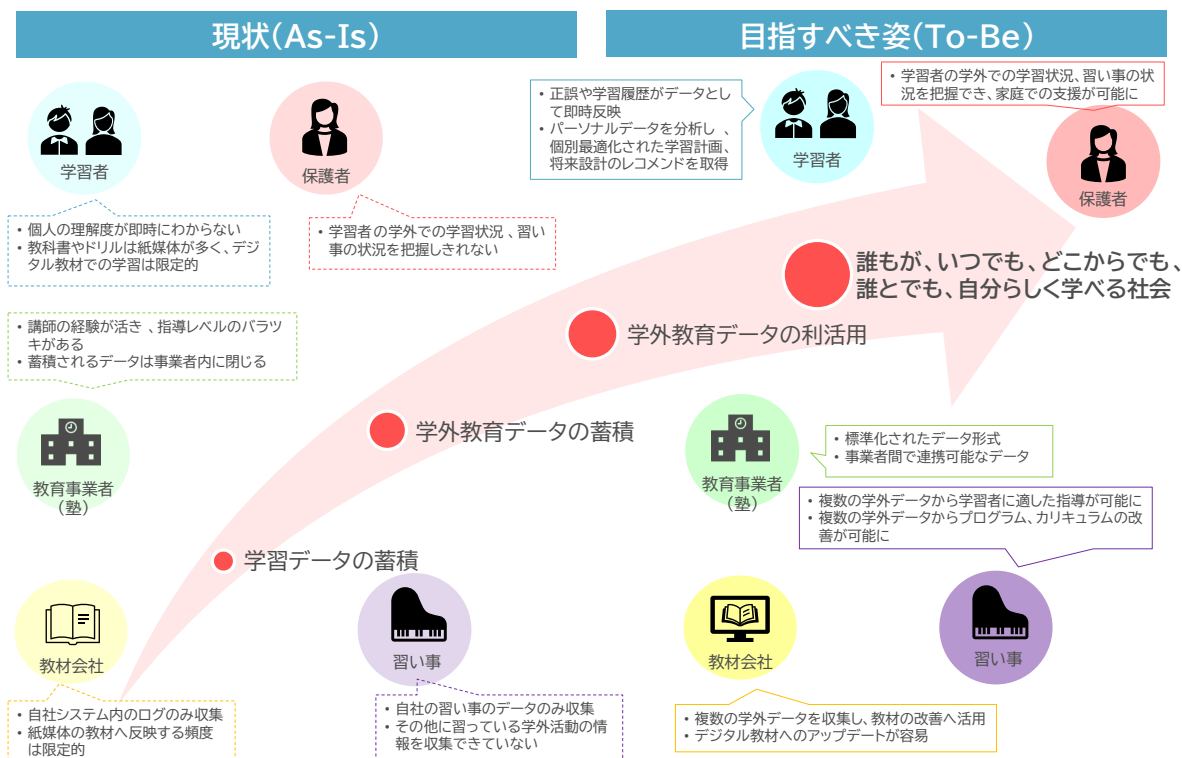 現状(As-Is)
目指すべき姿(To-Be)
学習者
保護者
• 個人の理解度が即時にわからない
• 教科書やドリルは紙媒体が多く、デジ
タル教材での学習は限定的
• 学習者の学外での学習状況、習い
事の状況を把握しきれない
• 講師の経験が活き、指導レベルのバラツ
キがある
• 蓄積されるデータは事業者内に閉じる
教育事業者
(塾)
教材会社
• 自社システム内のログのみ収集
• 紙媒体の教材へ反映する頻度
は限定的
習い事
• 自社の習い事のデータのみ収集
• その他に習っている学外活動の情
報を収集できていない
学習データの蓄積
学外教育データの蓄積
学外教育データの利活用
誰もが、いつでも、どこからでも、
誰とでも、自分らしく学べる社会
• 正誤や学習履歴がデータとし
て即時反映
• パーソナルデータを分析し、
個別最適化された学習計画、
将来設計のレコメンドを取得
学習者
• 学習者の学外での学習状況、習い事の状
況を把握でき、家庭での支援が可能に
保護者
教育事業者
(塾)
• 標準化されたデータ形式
• 事業者間で連携可能なデータ
• 複数の学外データから学習者に適した指導が可能に
• 複数の学外データからプログラム、カリキュラムの改
善が可能に
教材会社
習い事
• 複数の学外データを収集し、教材の改善へ活用
• デジタル教材へのアップデートが容易